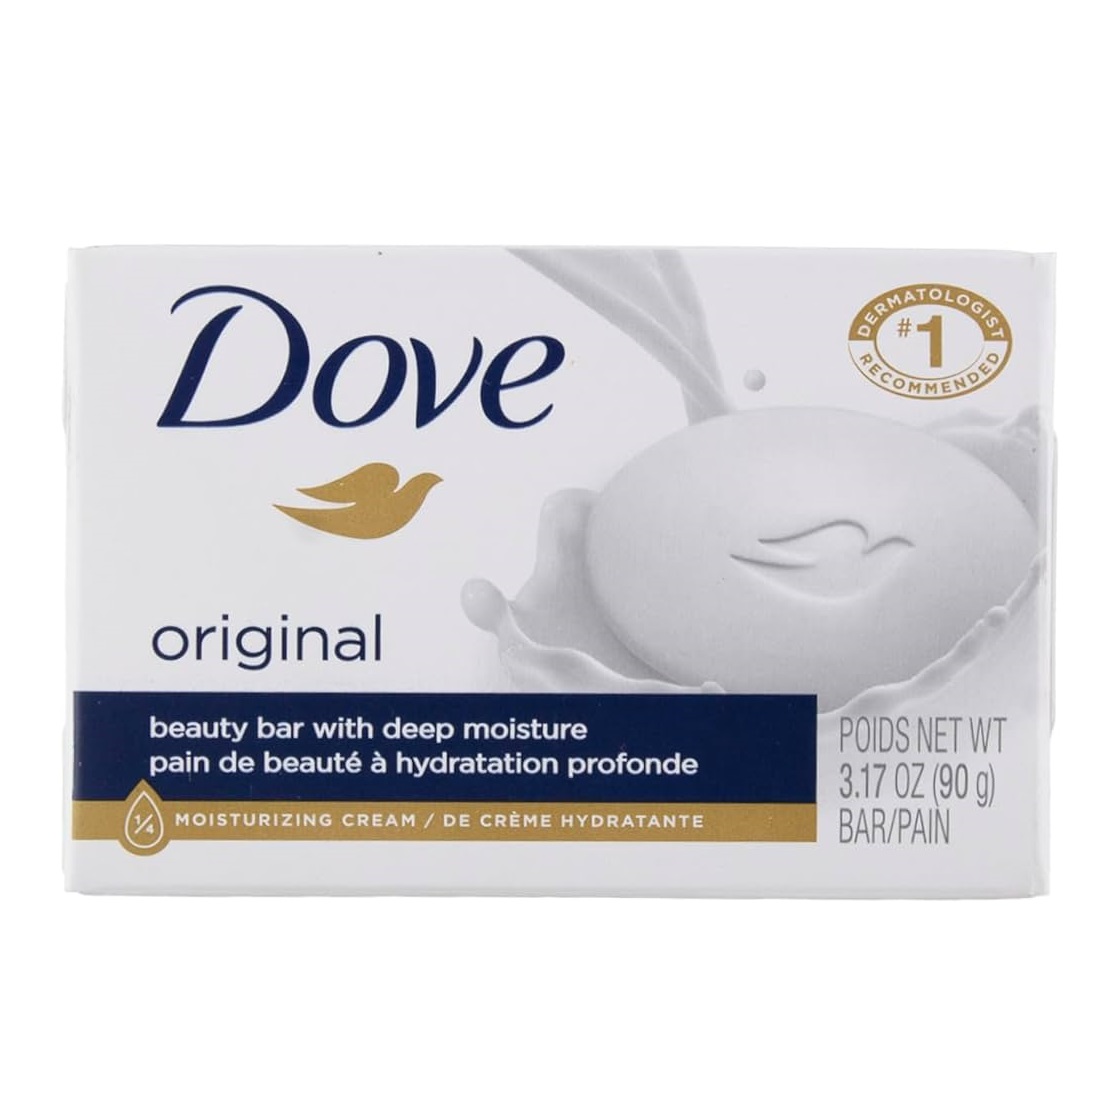 Dove
DERMATOLOGIST
#1
RECOMMENDED
original
beauty bar with deep moisture
pain de beauté à hydratation profonde
1/4 MOISTURIZING CREAM / DE CRÈME HYDRATANTE
POIDS NET WT
3.17 OZ (90 g)
BAR/PAIN